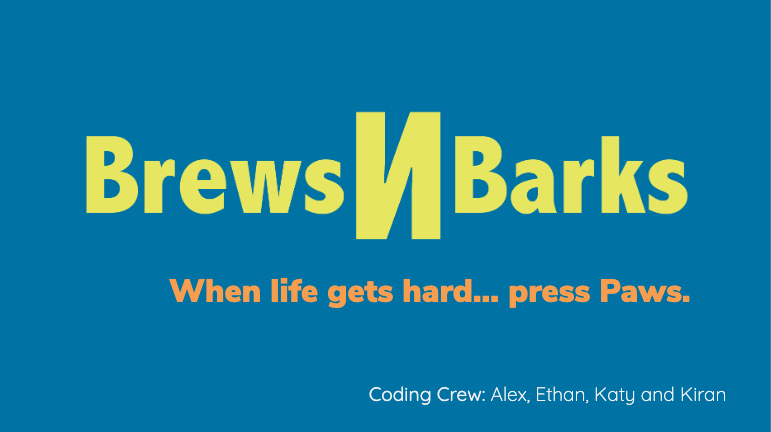 Brews И Barks
When life gets hard... press Paws.
Coding Crew: Alex, Ethan, Katy and Kiran